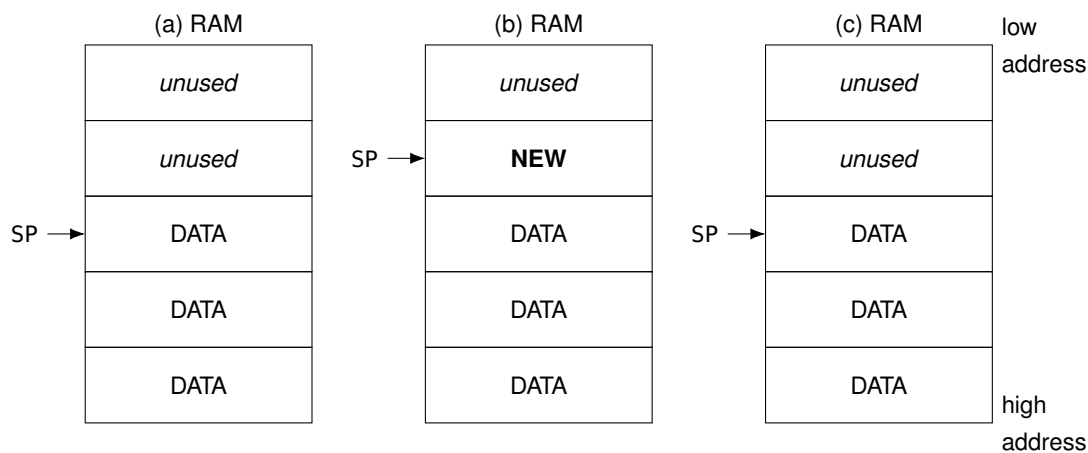 (a) RAM
unused
unused
SP
DATA
DATA
DATA
(b) RAM
unused
SP
NEW
DATA
DATA
DATA
(c) RAM
unused
unused
SP
DATA
DATA
DATA
low
address
high
address